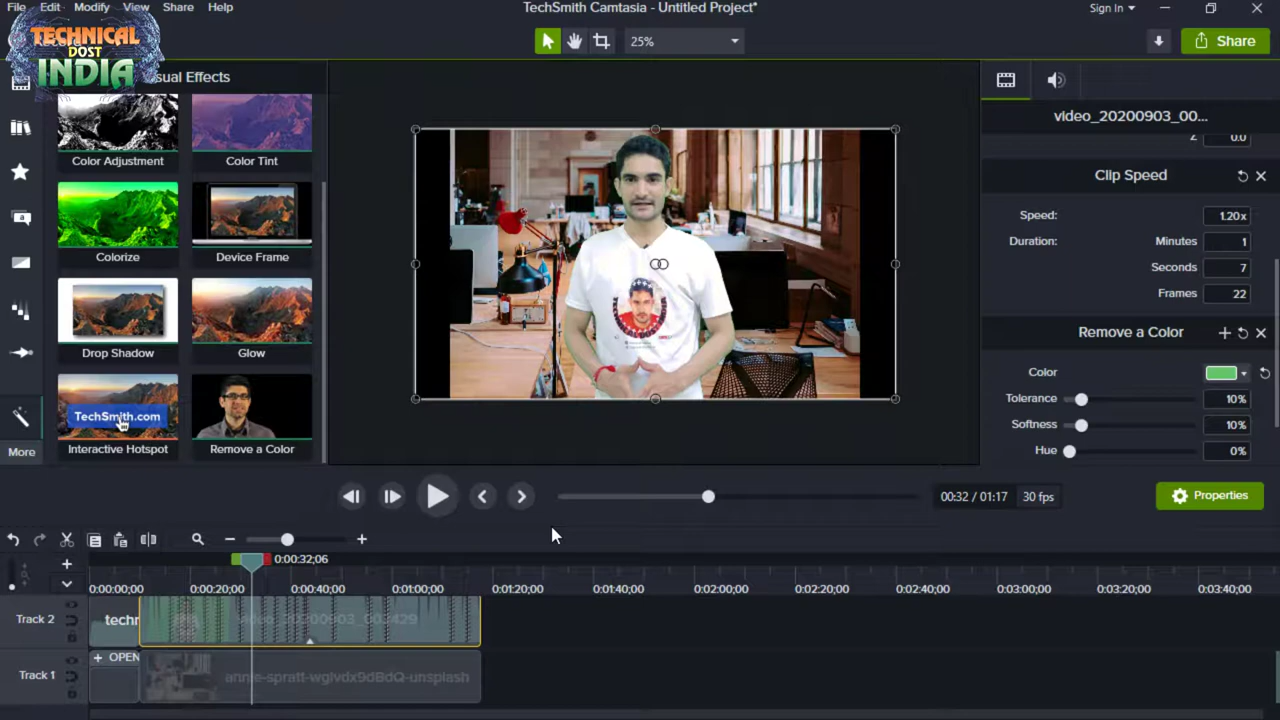 File Edit Modify View Share Help
TechSmith Camtasia - Untitled Project*
Sign In
TECHNICAL
DOST
INDIA
25%
Share
sual Effects
video_20200903_00...
Color Adjustment
Color Tint
Z 0.0
Clip Speed
Speed: 1.20x
Duration: Minutes 1
Seconds 7
Frames 22
Colorize
Device Frame
Drop Shadow
Glow
Remove a Color
Color
Tolerance 10%
Softness 10%
Hue 0%
TechSmith.com
Interactive Hotspot
Remove a Color
More
00:32 / 01:17 30 fps
Properties
0:00:32;06
0:00:00;00 0:00:20;00 0:00:40;00 0:01:00;00 0:01:20;00 0:01:40;00 0:02:00;00 0:02:20;00 0:02:40;00 0:03:00;00 0:03:20;00 0:03:40;00
Track 2
techr
video_20200903_003429
+ OPEN
Track 1
annie-spratt-wgivdx9dBdQ-unsplash